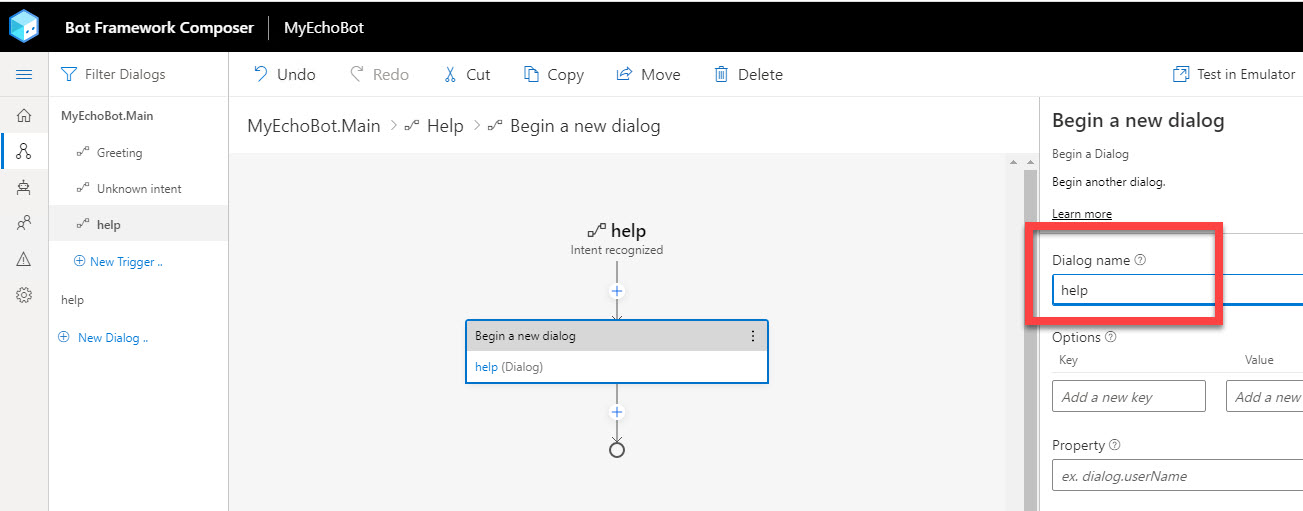 Bot Framework Composer
MyEchoBot
Filter Dialogs
Undo
Redo
Cut
Copy
Move
Delete
Test in Emulator
MyEchoBot.Main
Greeting
Unknown intent
help
New Trigger ..
help
New Dialog ..
MyEchoBot.Main > Help > Begin a new dialog
help
Intent recognized
Begin a new dialog
help (Dialog)
Begin a new dialog
Begin a Dialog
Begin another dialog.
Learn more
Dialog name
help
Options
Key Value
Add a new key Add a new
Property
ex. dialog.userName